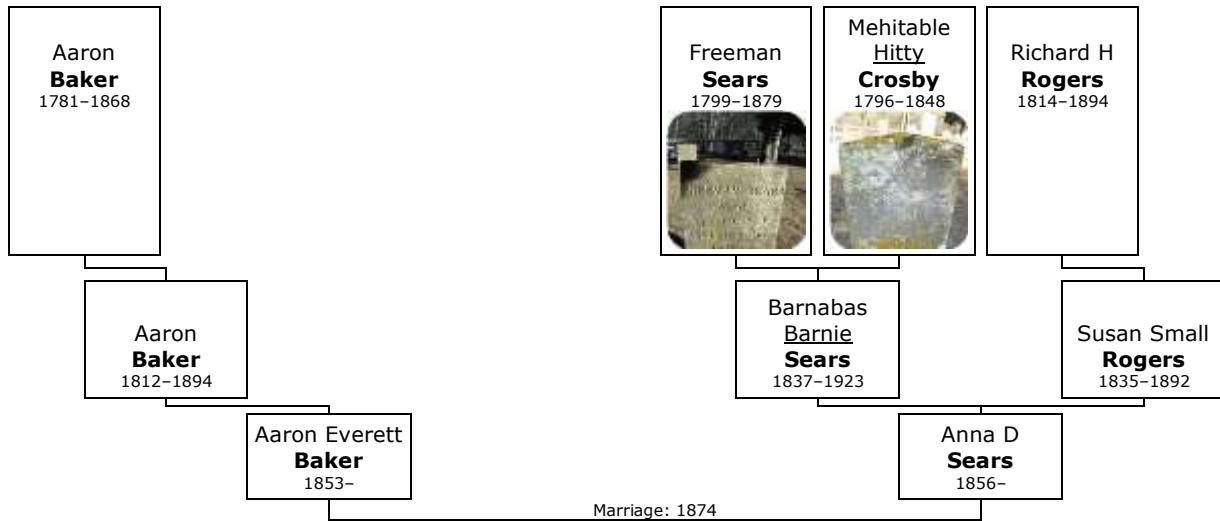 Aaron
Baker
1781–1868
Freeman
Sears
1799–1879
Mehitable
Hitty
Crosby
1796–1848
Richard H
Rogers
1814–1894
Aaron
Baker
1812–1894
Barnabas
Barnie
Sears
1837–1923
Susan Small
Rogers
1835–1892
Aaron Everett
Baker
1853–
Anna D
Sears
1856–
Marriage: 1874